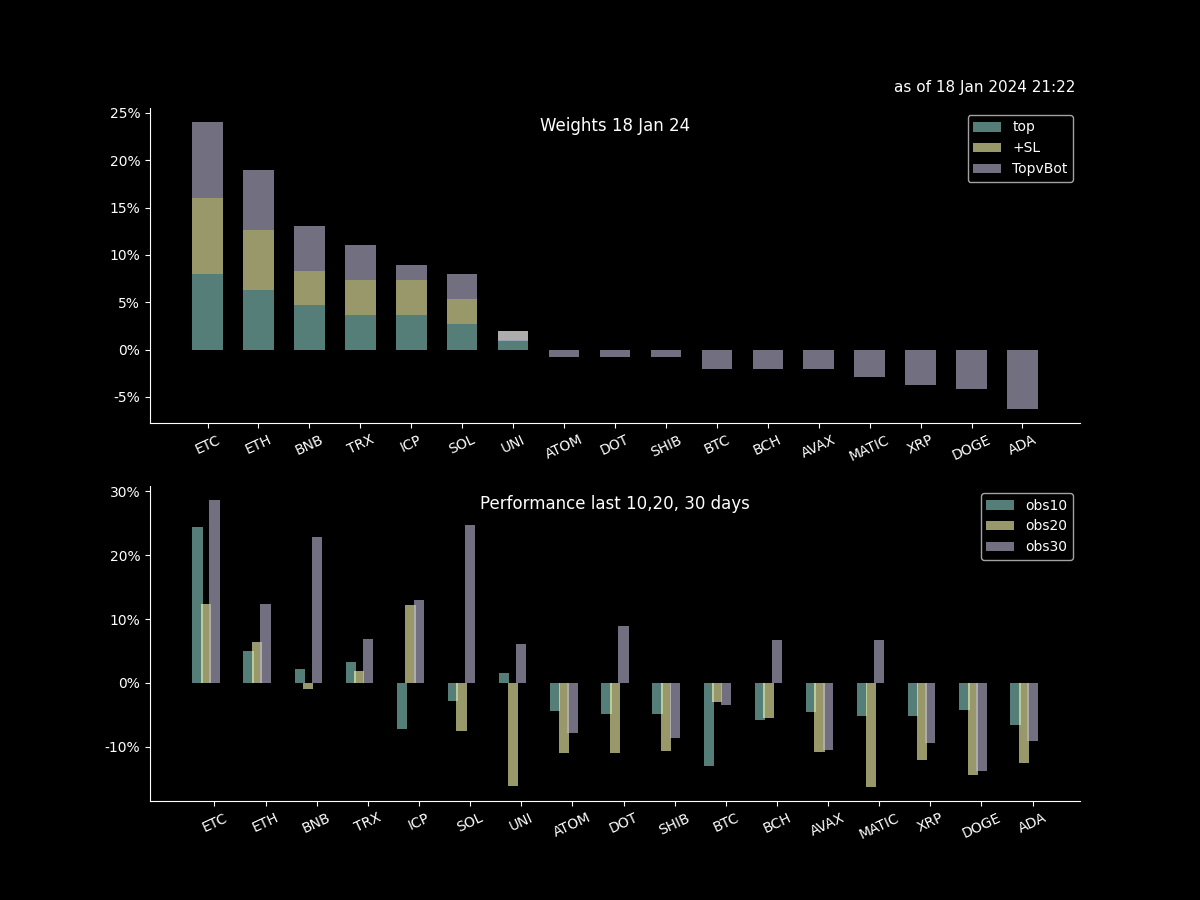 as of 18 Jan 2024 21:22
Weights 18 Jan 24
top
+SL
TopvBot
25%
20%
15%
10%
5%
0%
-5%
ETC ETH BNB TRX ICP SOL UNI ATOM DOT SHIB BTC BCH AVAX MATIC XRP DOGE ADA
Performance last 10,20, 30 days
obs10
obs20
obs30
30%
20%
10%
0%
-10%
ETC ETH BNB TRX ICP SOL UNI ATOM DOT SHIB BTC BCH AVAX MATIC XRP DOGE ADA